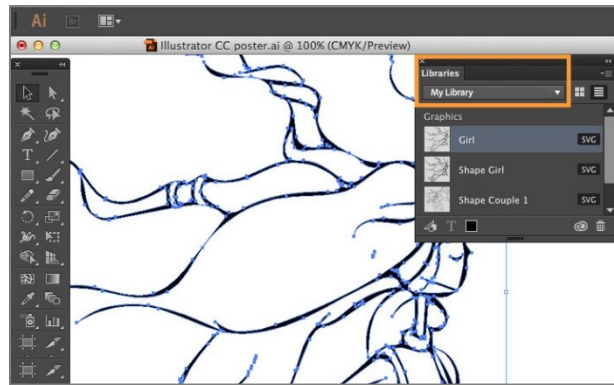 Ai Br
Illustrator CC poster.ai @ 100% (CMYK/Preview)
Libraries
My Library
Graphics
Girl SVG
Shape Girl SVG
Shape Couple 1 SVG